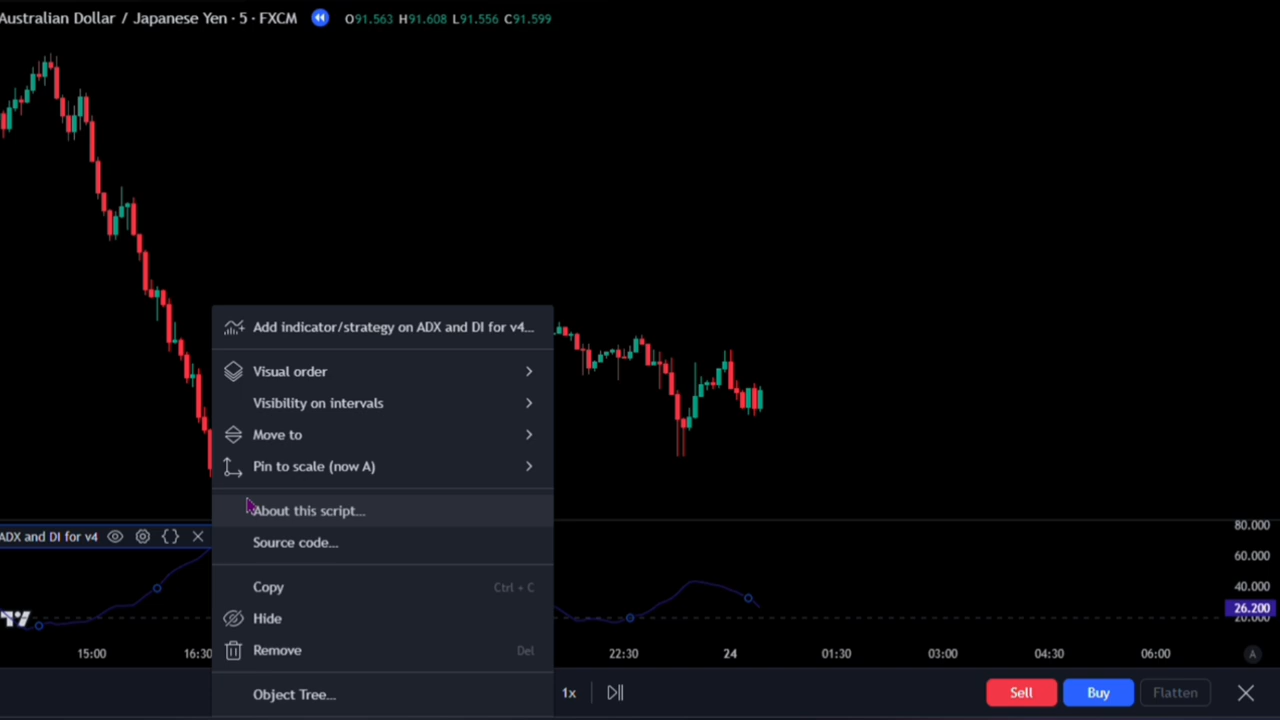 Australian Dollar / Japanese Yen · 5 · FXCM O91.563 H91.608 L91.556 C91.599
Add indicator/strategy on ADX and DI for v4...
Visual order
Visibility on intervals
Move to
Pin to scale (now A)
About this script...
Source code...
Copy Ctrl + C
Hide
Remove Del
Object Tree...
ADX and DI for v4
80.000
60.000
40.000
26.200
20.000
15:00 16:30 22:30 24 01:30 03:00 04:30 06:00 A
1x Sell Buy Flatten